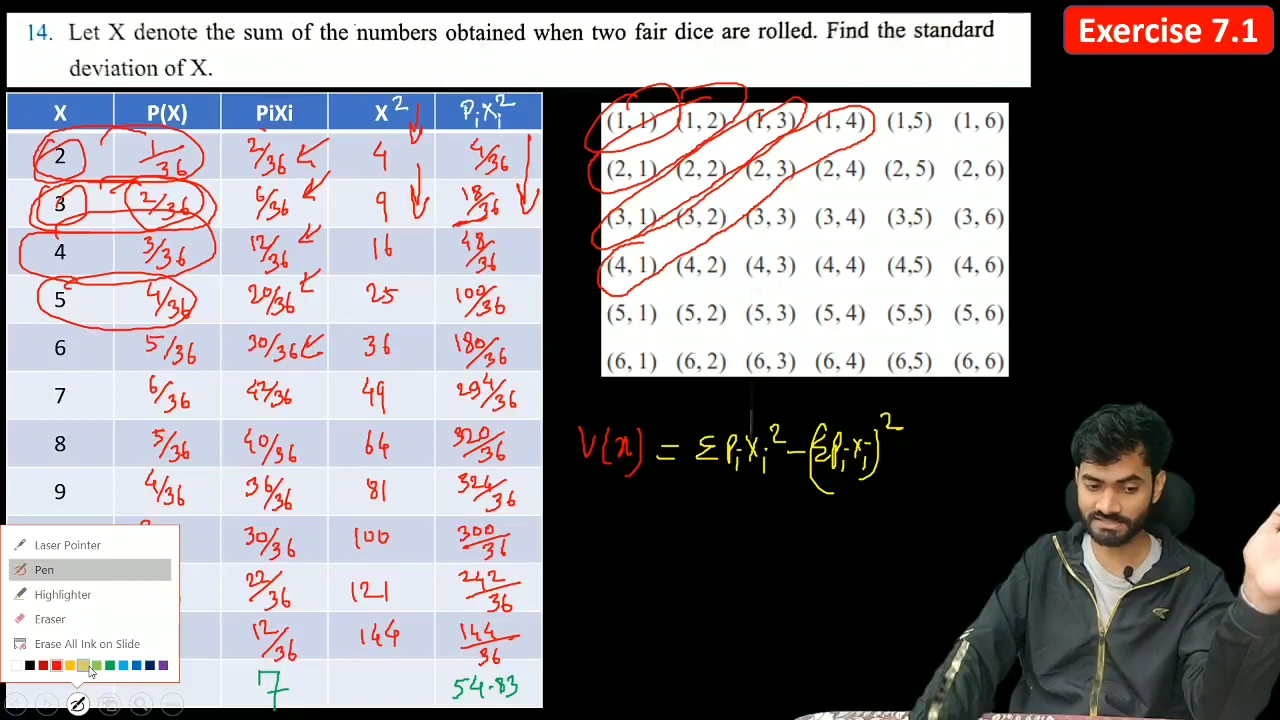 14. Let X denote the sum of the numbers obtained when two fair dice are rolled. Find the standard
deviation of X.
Exercise 7.1
X P(X) PiXi X² PᵢXᵢ²
2 1/36 2/36 4 4/36
3 2/36 6/36 9 18/36
4 3/36 12/36 16 48/36
5 4/36 20/36 25 100/36
6 5/36 30/36 36 180/36
7 6/36 42/36 49 294/36
8 5/36 40/36 64 320/36
9 4/36 36/36 81 324/36
30/36 100 300/36
22/36 121 242/36
12/36 144 144/36
7 54.83
(1, 1) (1, 2) (1, 3) (1, 4) (1,5) (1, 6)
(2, 1) (2, 2) (2, 3) (2, 4) (2, 5) (2, 6)
(3, 1) (3, 2) (3, 3) (3, 4) (3,5) (3, 6)
(4, 1) (4, 2) (4, 3) (4, 4) (4,5) (4, 6)
(5, 1) (5, 2) (5, 3) (5, 4) (5,5) (5, 6)
(6, 1) (6, 2) (6, 3) (6, 4) (6,5) (6, 6)
V(x) = Σ Pᵢxᵢ² - (Σ Pᵢxᵢ)²
Laser Pointer
Pen
Highlighter
Eraser
Erase All Ink on Slide